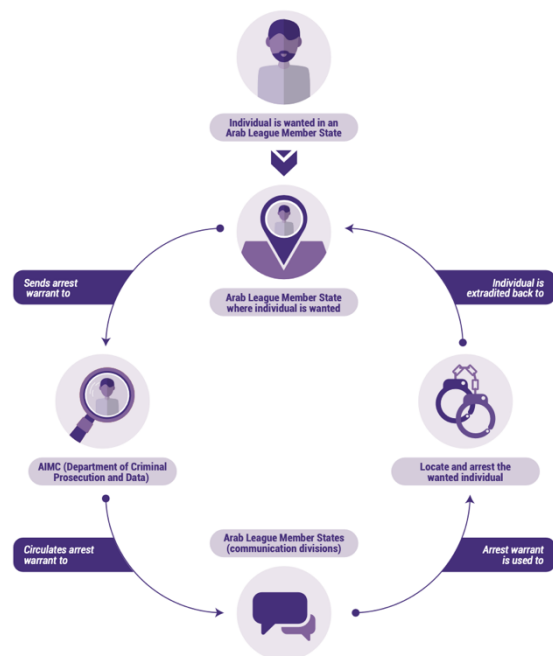 Individual is wanted in an
Arab League Member State
Arab League Member State
where individual is wanted
Sends arrest
warrant to
Individual is
extradited back to
AIMC (Department of Criminal
Prosecution and Data)
Locate and arrest the
wanted individual
Circulates arrest
warrant to
Arab League Member States
(communication divisions)
Arrest warrant
is used to